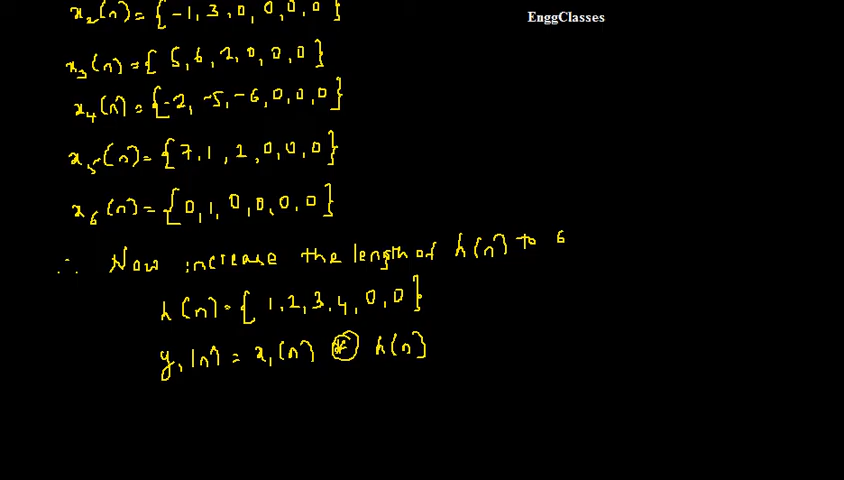 EnggClasses
x₂(n)={-1,3,0,0,0,0}
x₃(n)={5,6,2,0,0,0}
x₄(n)={-2,-5,-6,0,0,0}
x₅(n)={7,1,2,0,0,0}
x₆(n)={0,1,0,0,0,0}
∴ Now increase the length of h(n) to 6
h(n)={1,2,3,4,0,0}
y₁(n)=x₁(n) ⊛ h(n)